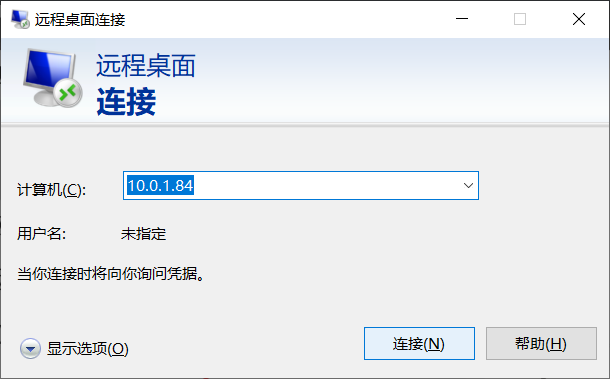 远程桌面连接
远程桌面
连接
计算机(C):
10.0.1.84
用户名:
未指定
当你连接时将向你询问凭据。
显示选项(O)
连接(N)
帮助(H)